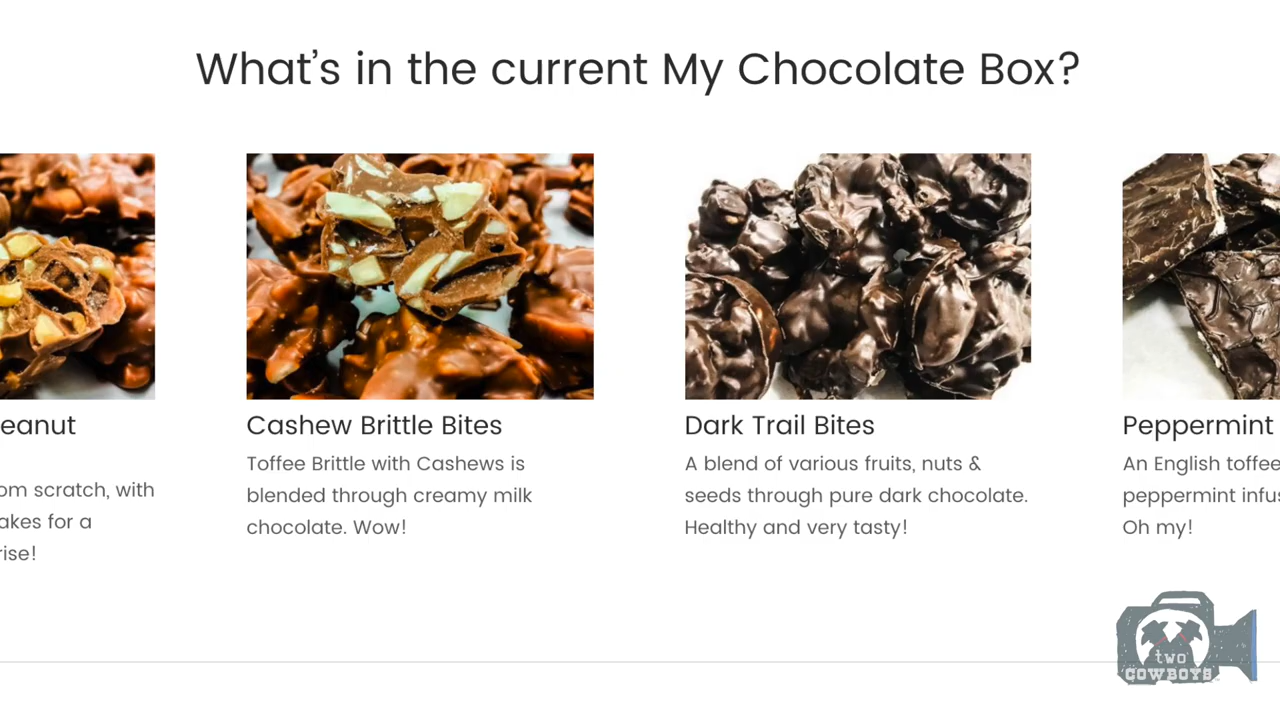 What's in the current My Chocolate Box?
eanut
om scratch, with
akes for a
rise!
Cashew Brittle Bites
Toffee Brittle with Cashews is
blended through creamy milk
chocolate. Wow!
Dark Trail Bites
A blend of various fruits, nuts &
seeds through pure dark chocolate.
Healthy and very tasty!
Peppermint
An English toffee
peppermint infus
Oh my!
two
COWBOYS